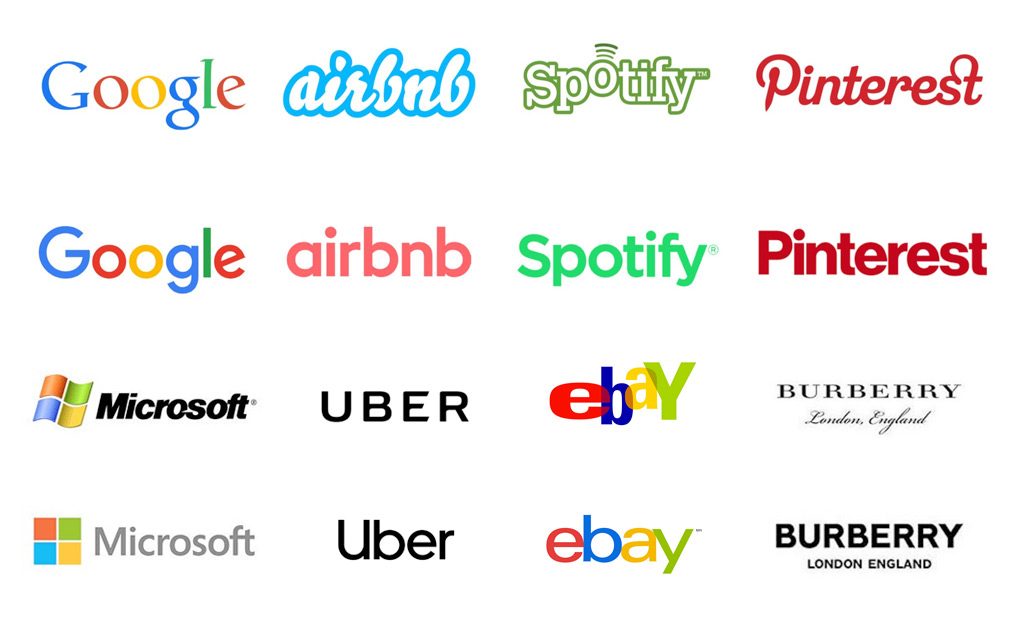 Google airbnb Spotify™ Pinterest
Google airbnb Spotify® Pinterest
Microsoft® UBER ebaY BURBERRY
London, England
Microsoft Uber ebay™ BURBERRY
LONDON ENGLAND